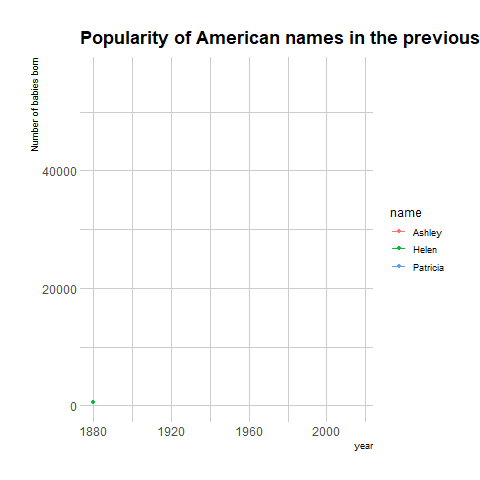 Popularity of American names in the previous
Number of babies born
40000
20000
0
1880 1920 1960 2000
year
name
Ashley
Helen
Patricia